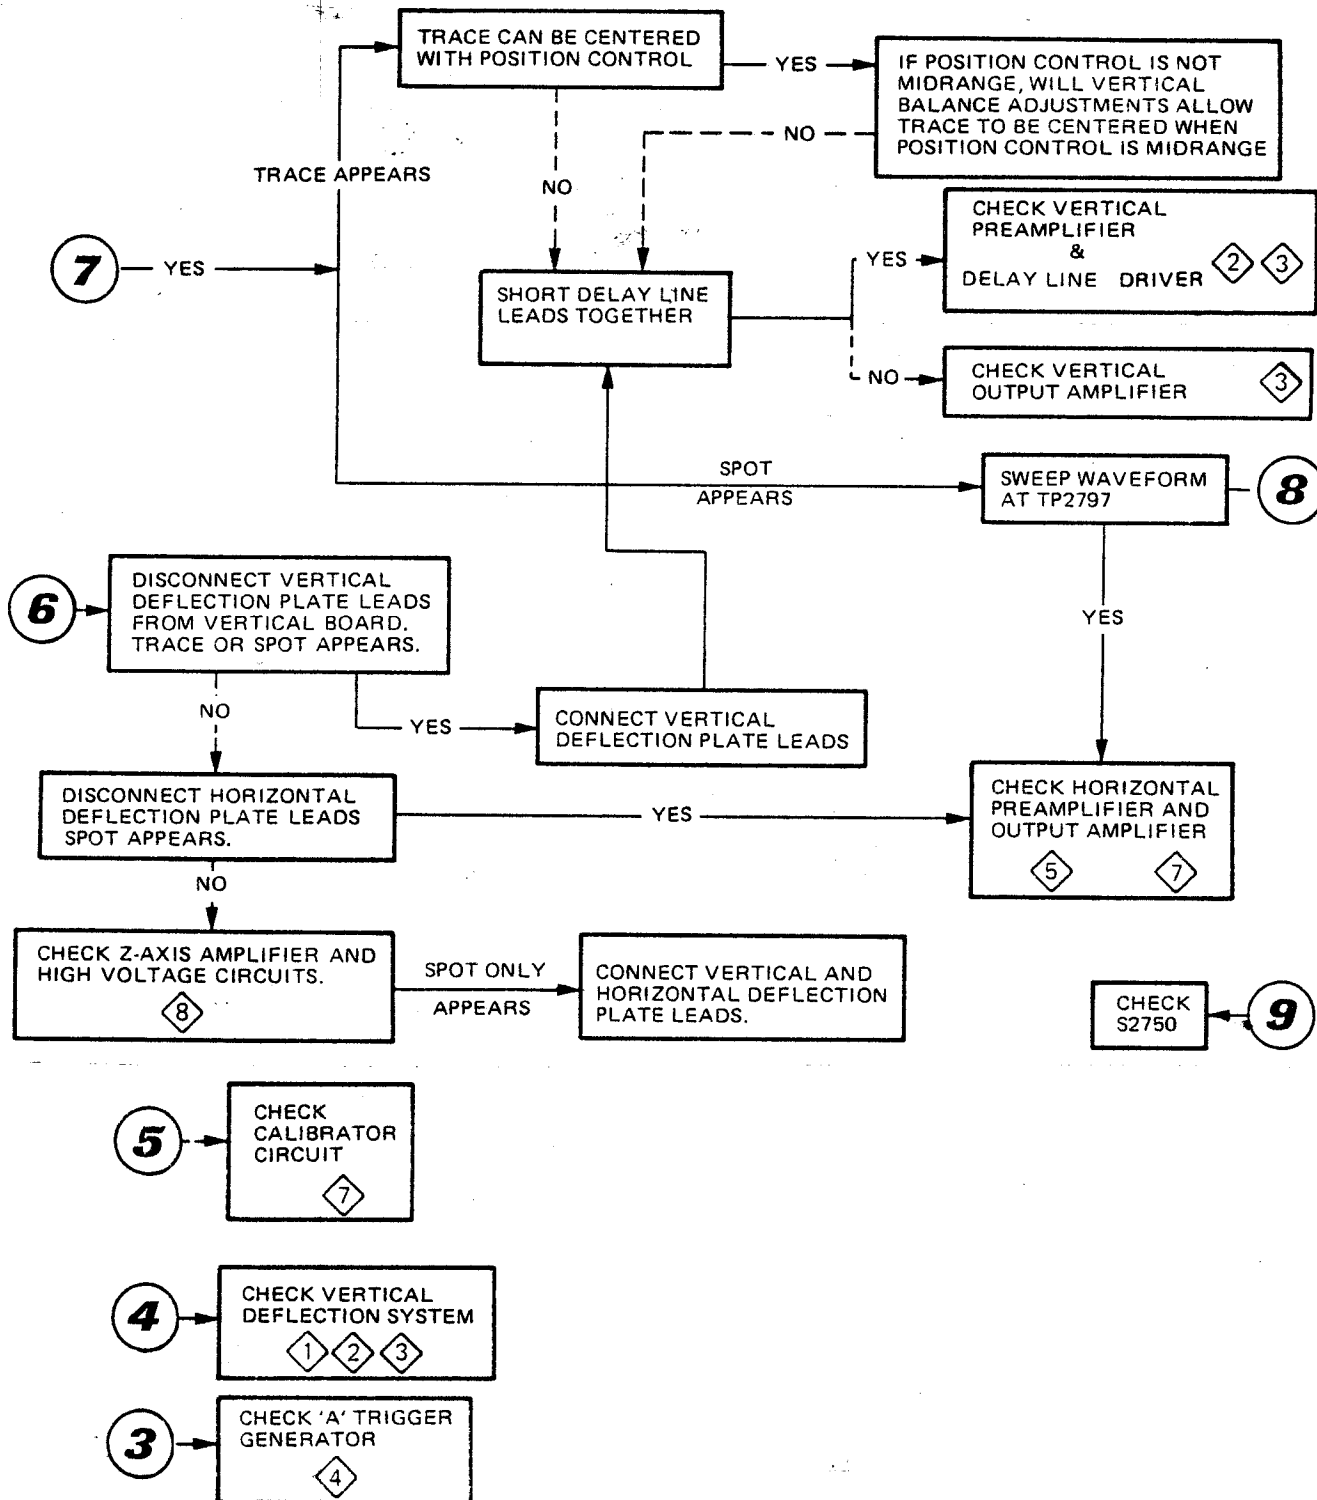 TRACE CAN BE CENTERED
WITH POSITION CONTROL
YES
IF POSITION CONTROL IS NOT
MIDRANGE, WILL VERTICAL
BALANCE ADJUSTMENTS ALLOW
TRACE TO BE CENTERED WHEN
POSITION CONTROL IS MIDRANGE
NO
NO
TRACE APPEARS
7
YES
SHORT DELAY LINE
LEADS TOGETHER
YES
CHECK VERTICAL
PREAMPLIFIER
&
DELAY LINE DRIVER
2 3
NO
CHECK VERTICAL
OUTPUT AMPLIFIER
3
SPOT
APPEARS
SWEEP WAVEFORM
AT TP2797
8
YES
6
DISCONNECT VERTICAL
DEFLECTION PLATE LEADS
FROM VERTICAL BOARD.
TRACE OR SPOT APPEARS.
NO
YES
CONNECT VERTICAL
DEFLECTION PLATE LEADS
DISCONNECT HORIZONTAL
DEFLECTION PLATE LEADS
SPOT APPEARS.
YES
CHECK HORIZONTAL
PREAMPLIFIER AND
OUTPUT AMPLIFIER
5 7
NO
CHECK Z-AXIS AMPLIFIER AND
HIGH VOLTAGE CIRCUITS.
8
SPOT ONLY
APPEARS
CONNECT VERTICAL AND
HORIZONTAL DEFLECTION
PLATE LEADS.
CHECK
S2750
9
5
CHECK
CALIBRATOR
CIRCUIT
7
4
CHECK VERTICAL
DEFLECTION SYSTEM
1 2 3
3
CHECK 'A' TRIGGER
GENERATOR
4